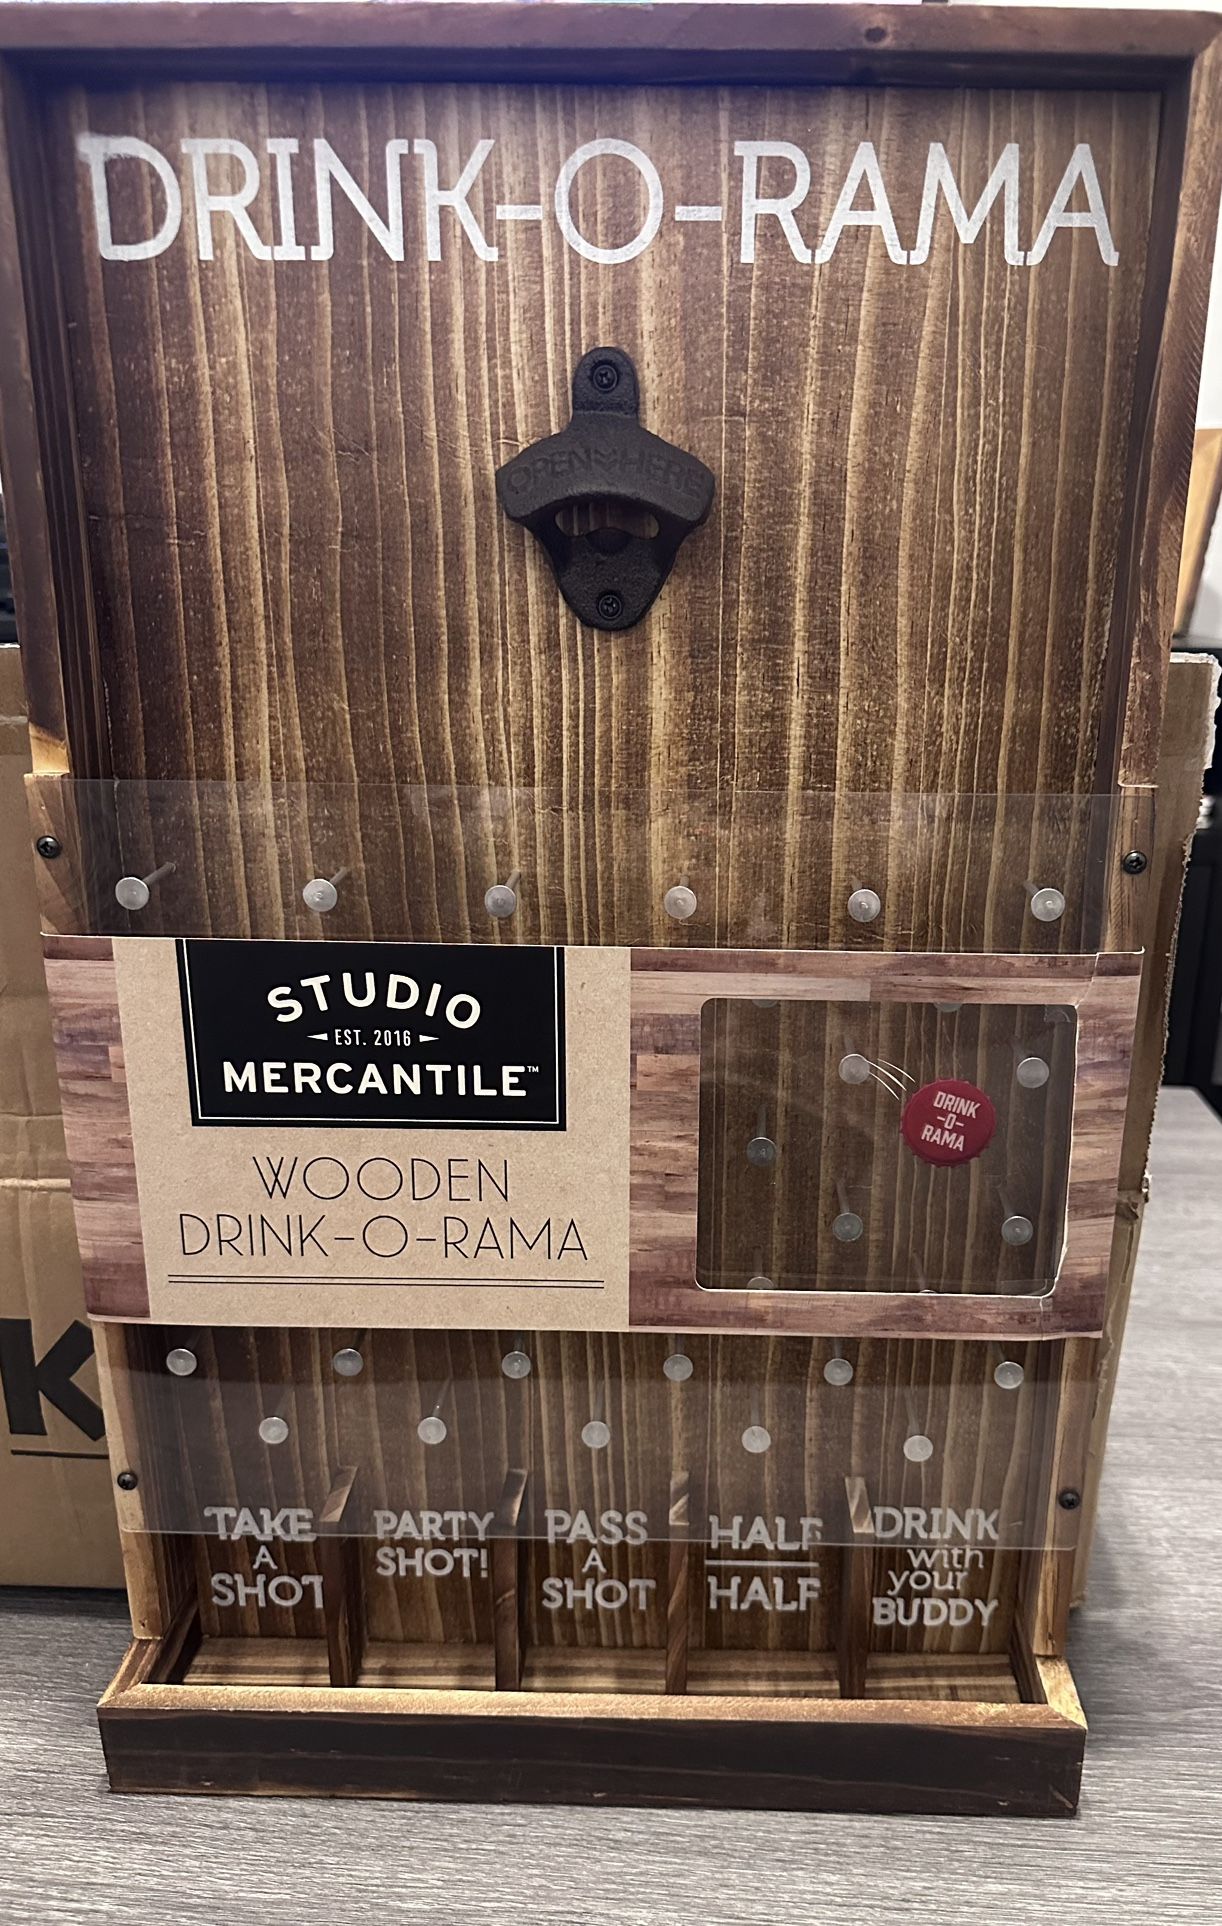 DRINK-O-RAMA
OPEN HERE
STUDIO
EST. 2016
MERCANTILE™
WOODEN
DRINK-O-RAMA
DRINK
-O-
RAMA
K
TAKE
A
SHOT
PARTY
SHOT!
PASS
A
SHOT
HALF
HALF
DRINK
with
your
BUDDY